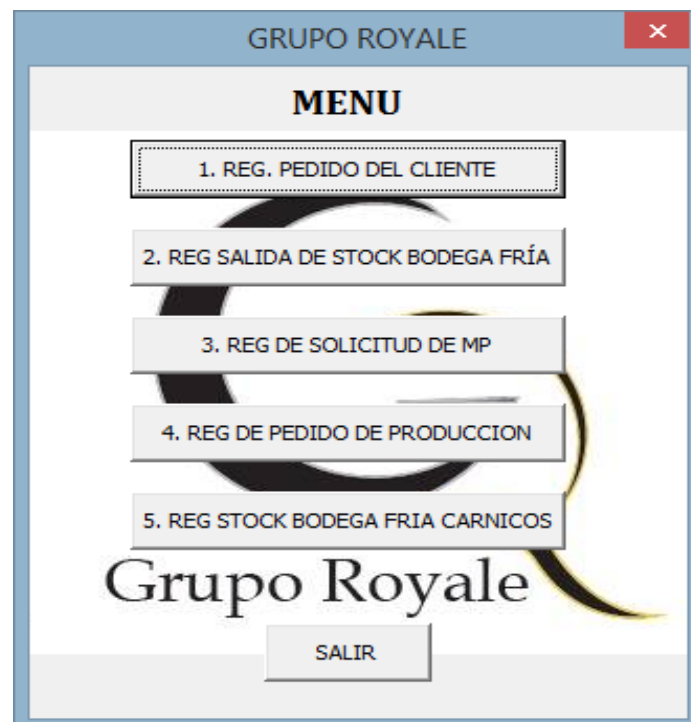 GRUPO ROYALE
MENU
1. REG. PEDIDO DEL CLIENTE
2. REG SALIDA DE STOCK BODEGA FRÍA
3. REG DE SOLICITUD DE MP
4. REG DE PEDIDO DE PRODUCCION
5. REG STOCK BODEGA FRIA CARNICOS
Grupo Royale
SALIR